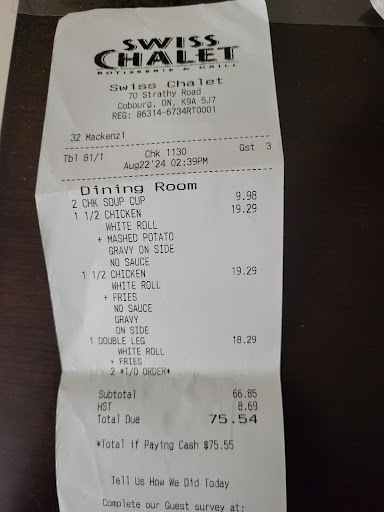 SWISS
CHALET
ROTISSERIE & GRILL
Swiss Chalet
70 Strathy Road
Cobourg, ON. K9A 5J7
REG: 86314-6734RT0001
32 Mackenzi
Tbl 81/1 Chk 1130 Gst 3
Aug22'24 02:39PM
Dining Room
2 CHK SOUP CUP 9.98
1 1/2 CHICKEN 19.29
WHITE ROLL
+ MASHED POTATO
GRAVY ON SIDE
NO SAUCE
1 1/2 CHICKEN 19.29
WHITE ROLL
+ FRIES
NO SAUCE
GRAVY
ON SIDE
1 DOUBLE LEG 18.29
WHITE ROLL
+ FRIES
2 *T/O ORDER*
Subtotal 66.85
HST 8.69
Total Due 75.54
*Total if Paying Cash $75.55
Tell Us How We Did Today
Complete our Guest survey at: